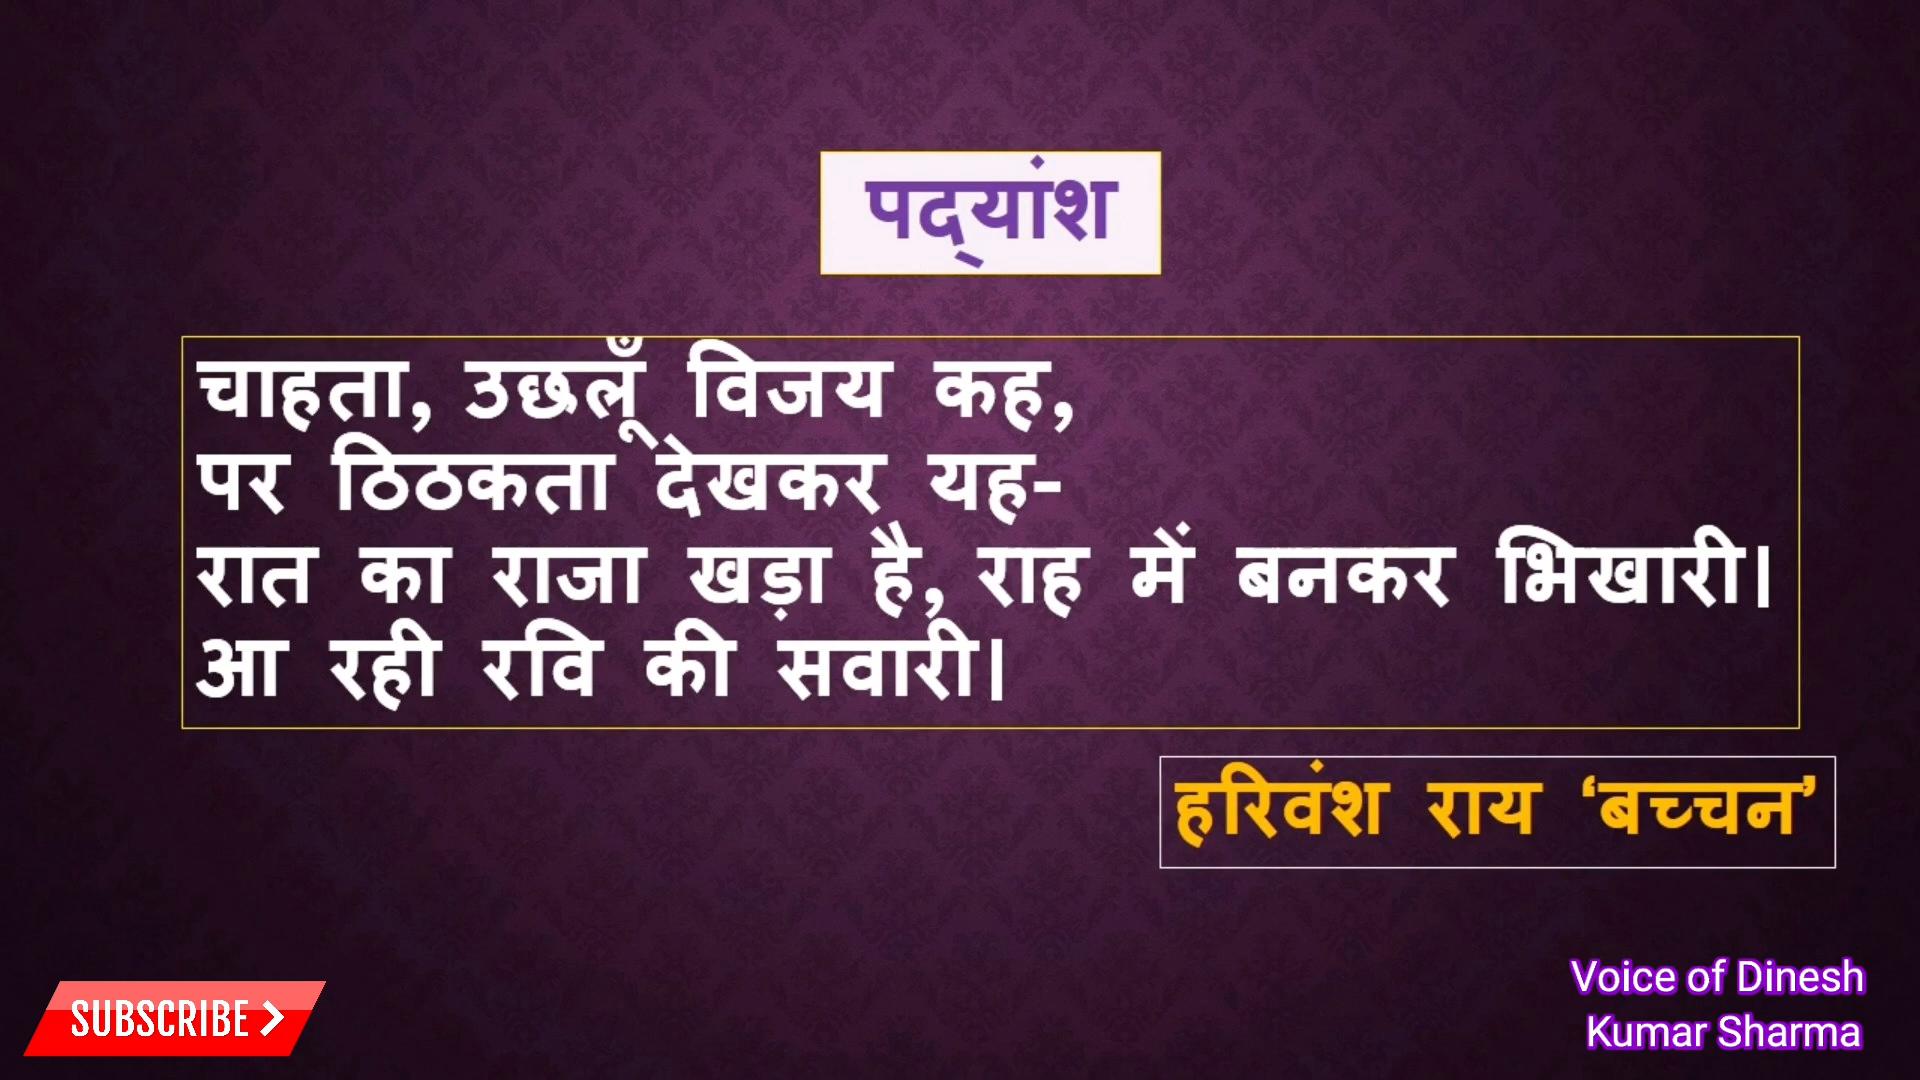 पद्‌यांश
चाहता, उछलूँ विजय कह,
पर ठिठकता देखकर यह-
रात का राजा खड़ा है, राह में बनकर भिखारी।
आ रही रवि की सवारी।
हरिवंश राय ‘बच्चन’
SUBSCRIBE >
Voice of Dinesh
Kumar Sharma